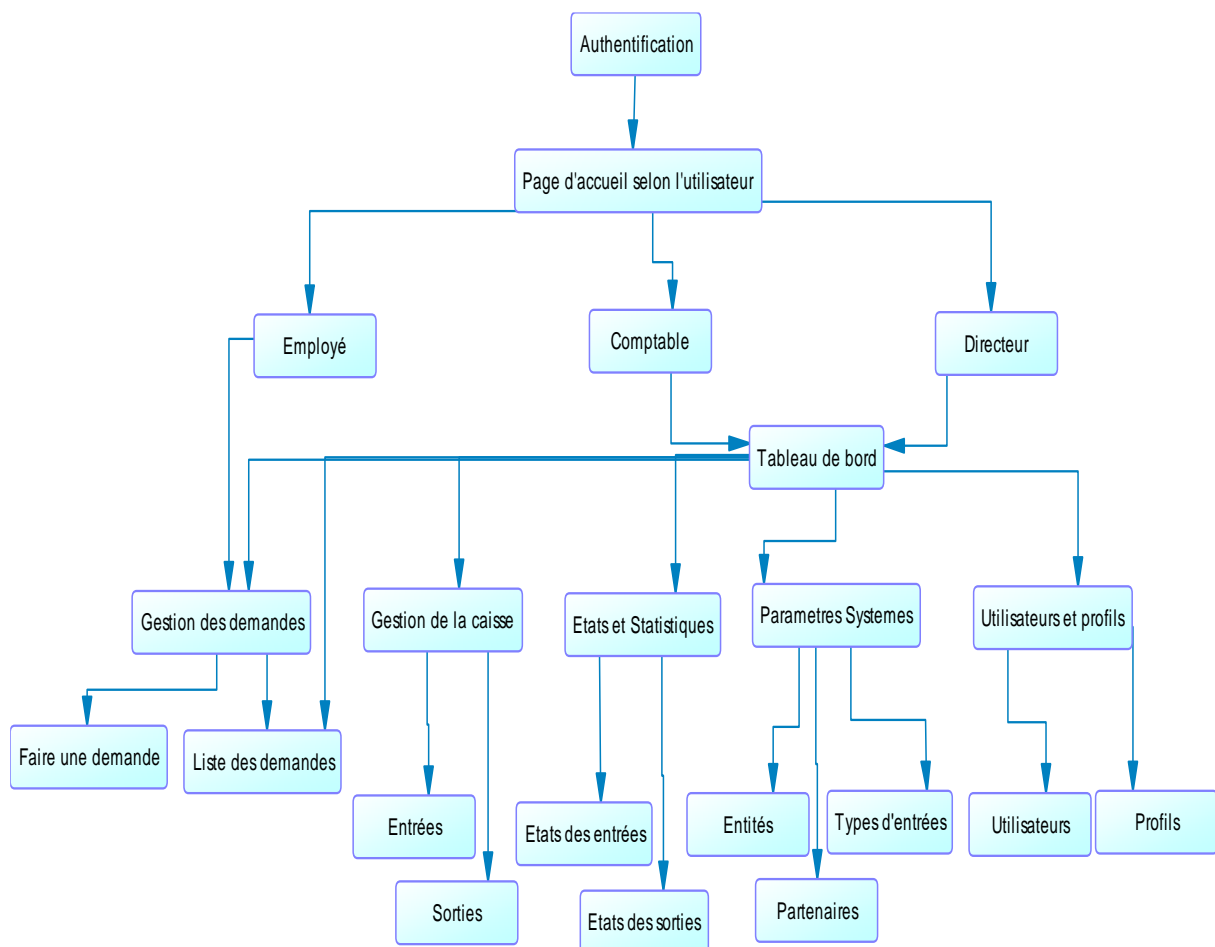 Authentification
Page d'accueil selon l'utilisateur
Employé
Comptable
Directeur
Tableau de bord
Gestion des demandes
Gestion de la caisse
Etats et Statistiques
Parametres Systemes
Utilisateurs et profils
Faire une demande
Liste des demandes
Entrées
Etats des entrées
Entités
Types d'entrées
Utilisateurs
Profils
Sorties
Etats des sorties
Partenaires